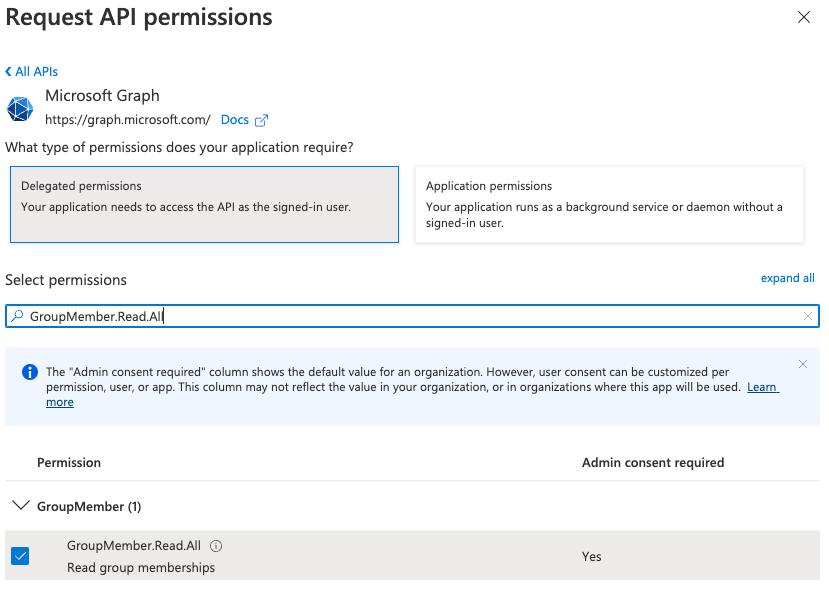 Request API permissions
All APIs
Microsoft Graph
https://graph.microsoft.com/ Docs
What type of permissions does your application require?
Delegated permissions
Your application needs to access the API as the signed-in user.
Application permissions
Your application runs as a background service or daemon without a
signed-in user.
Select permissions
expand all
GroupMember.Read.All
The "Admin consent required" column shows the default value for an organization. However, user consent can be customized per
permission, user, or app. This column may not reflect the value in your organization, or in organizations where this app will be used. Learn
more
Permission Admin consent required
GroupMember (1)
GroupMember.Read.All
Read group memberships
Yes